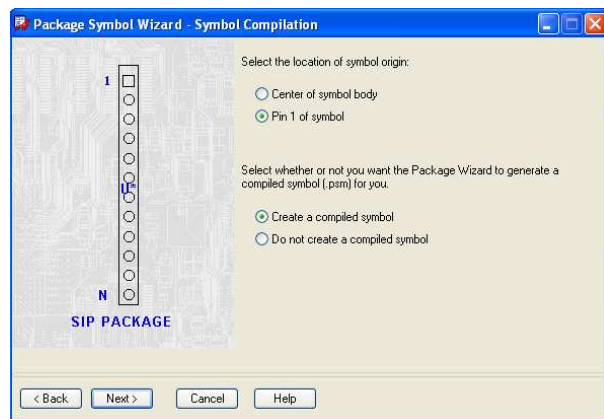 Package Symbol Wizard - Symbol Compilation
1
U*
N
SIP PACKAGE
Select the location of symbol origin:
Center of symbol body
Pin 1 of symbol
Select whether or not you want the Package Wizard to generate a
compiled symbol (.psm) for you.
Create a compiled symbol
Do not create a compiled symbol
< Back
Next >
Cancel
Help